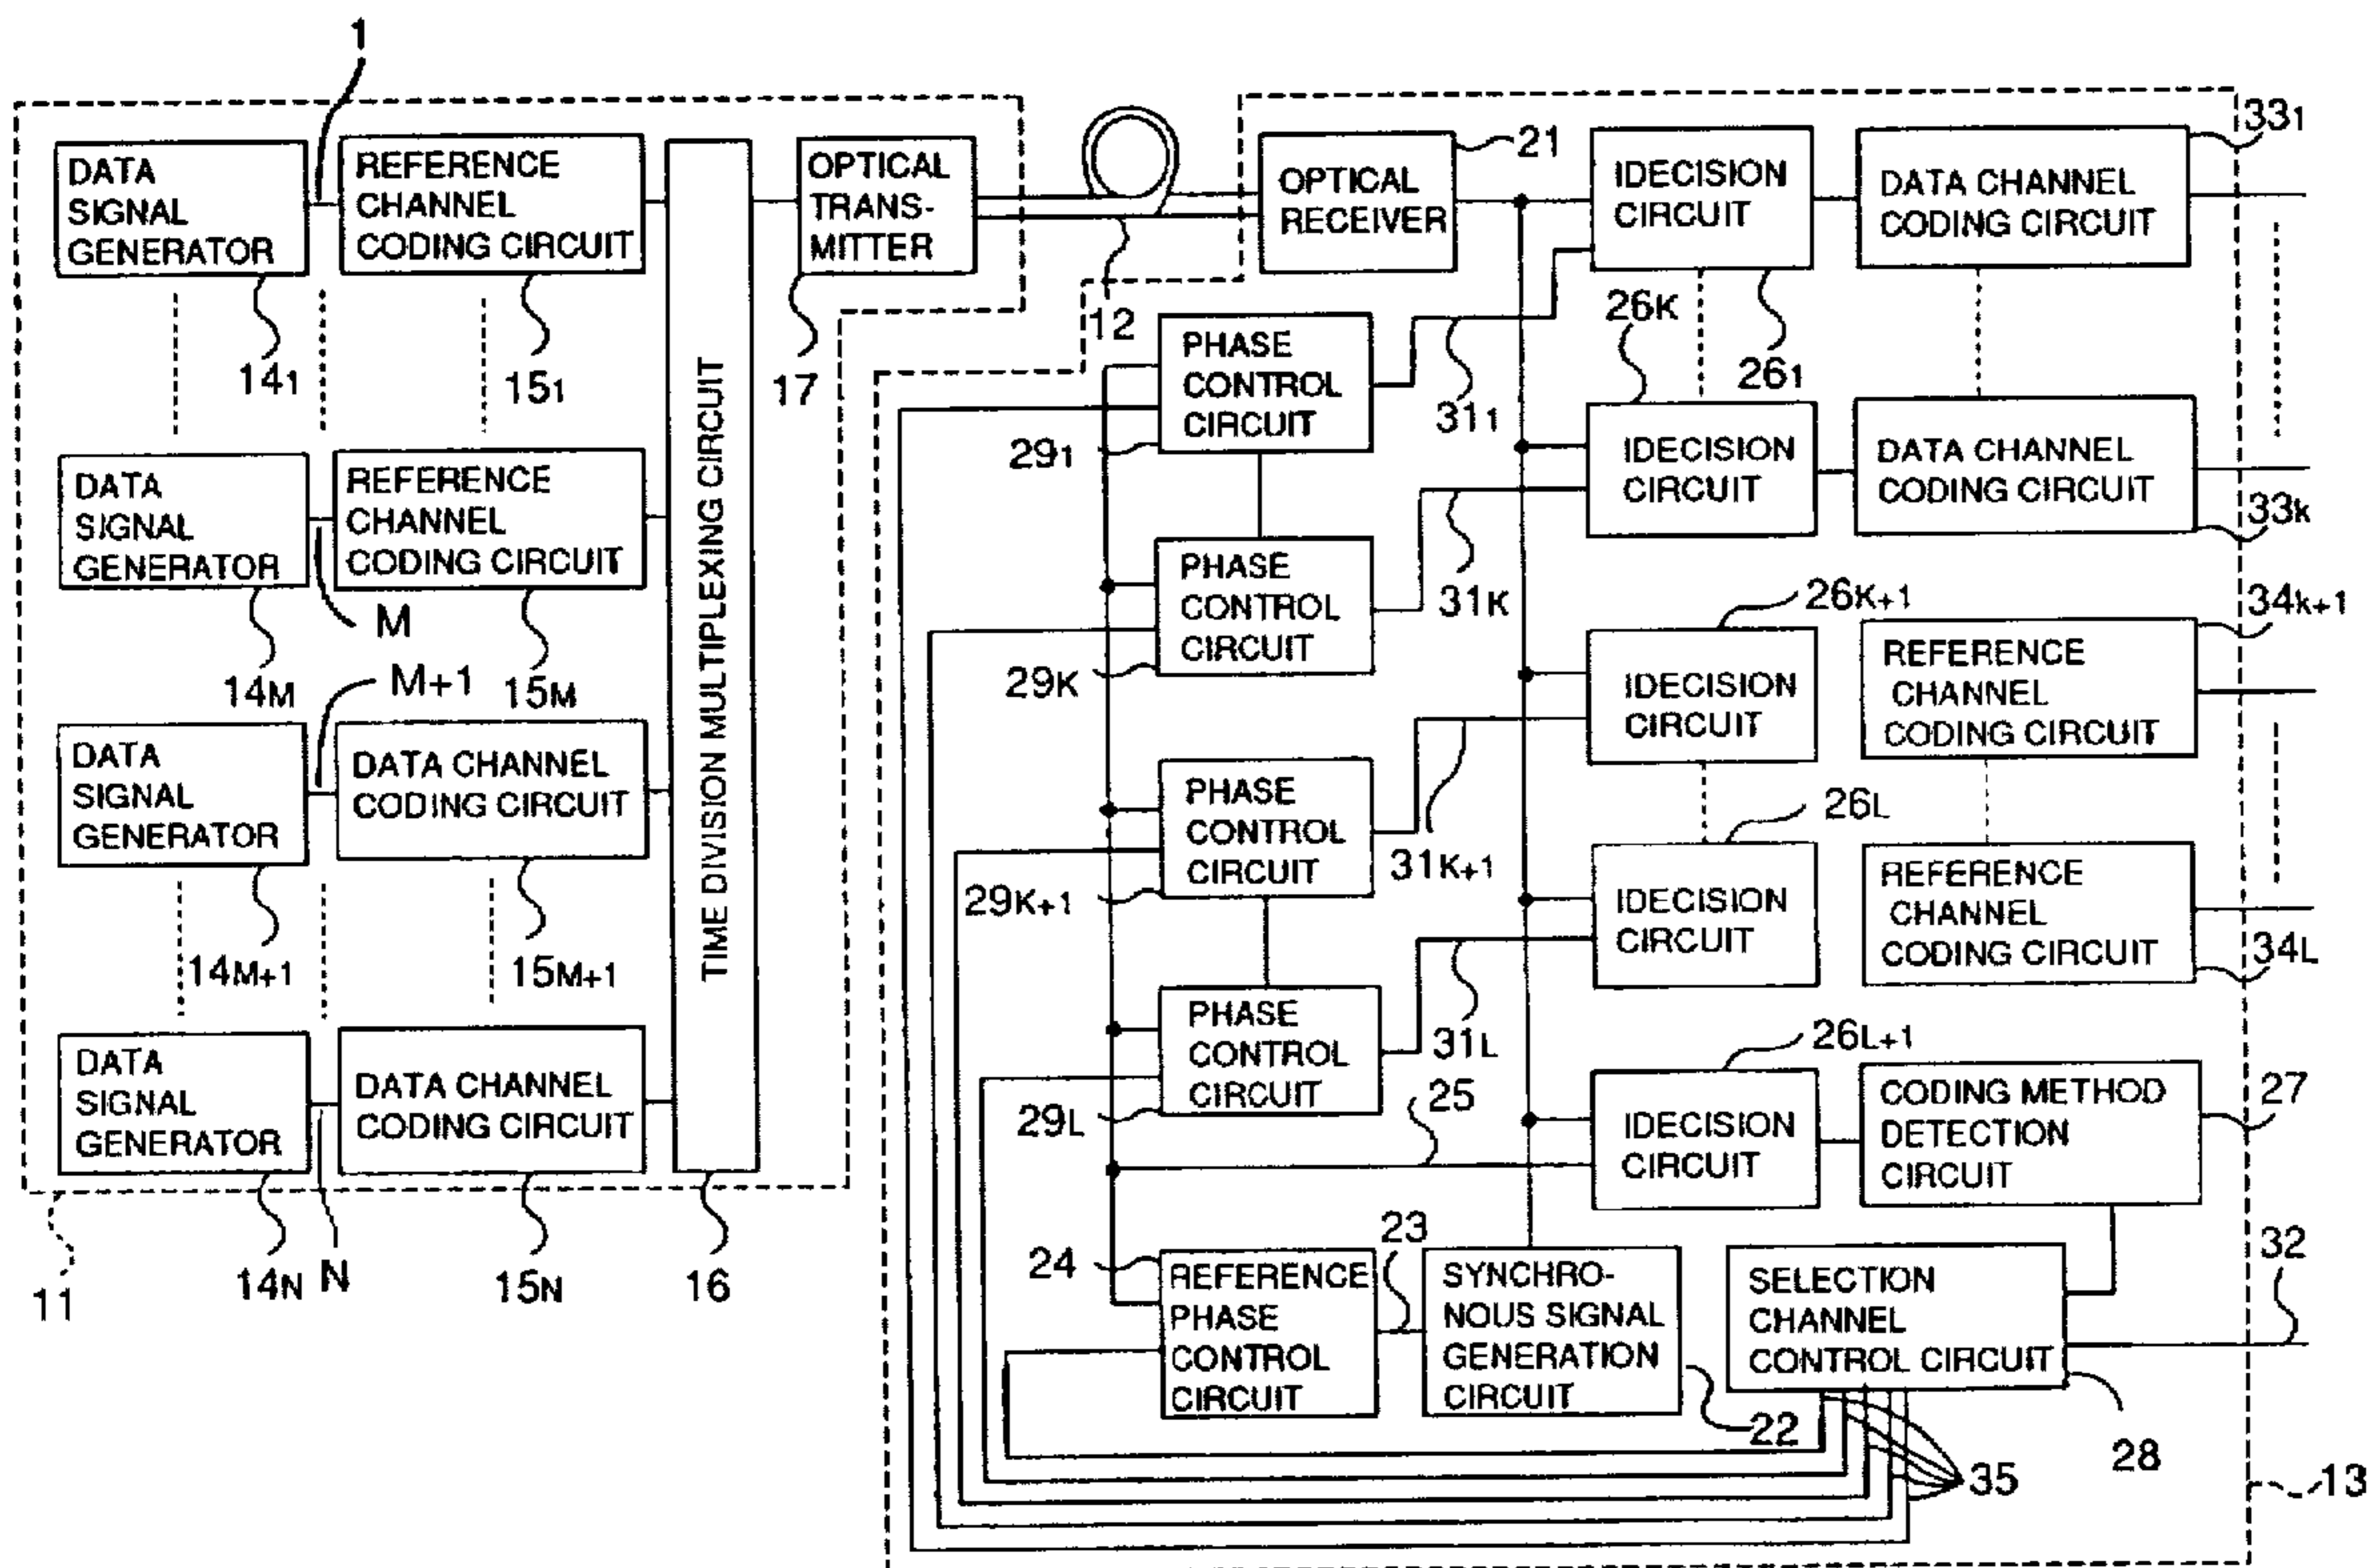 1
DATA
SIGNAL
GENERATOR
REFERENCE
CHANNEL
CODING CIRCUIT
OPTICAL
TRANS-
MITTER
OPTICAL
RECEIVER
21
IDECISION
CIRCUIT
DATA CHANNEL
CODING CIRCUIT
331
141
151
17
12
PHASE
CONTROL
CIRCUIT
291
311
26K
261
TIME DIVISION MULTIPLEXING CIRCUIT
DATA
SIGNAL
GENERATOR
REFERENCE
CHANNEL
CODING CIRCUIT
M
14M
15M
IDECISION
CIRCUIT
DATA CHANNEL
CODING CIRCUIT
33k
PHASE
CONTROL
CIRCUIT
29K
31K
26K+1
34k+1
IDECISION
CIRCUIT
REFERENCE
CHANNEL
CODING CIRCUIT
M+1
DATA
SIGNAL
GENERATOR
DATA CHANNEL
CODING CIRCUIT
14M+1
15M+1
PHASE
CONTROL
CIRCUIT
29K+1
31K+1
26L
IDECISION
CIRCUIT
REFERENCE
CHANNEL
CODING CIRCUIT
34L
DATA
SIGNAL
GENERATOR
DATA CHANNEL
CODING CIRCUIT
PHASE
CONTROL
CIRCUIT
29L
31L
25
26L+1
IDECISION
CIRCUIT
CODING METHOD
DETECTION
CIRCUIT
27
11
14N
N
15N
16
24
REFERENCE
PHASE
CONTROL
CIRCUIT
23
SYNCHRO-
NOUS SIGNAL
GENERATION
CIRCUIT
22
SELECTION
CHANNEL
CONTROL CIRCUIT
32
28
35
13